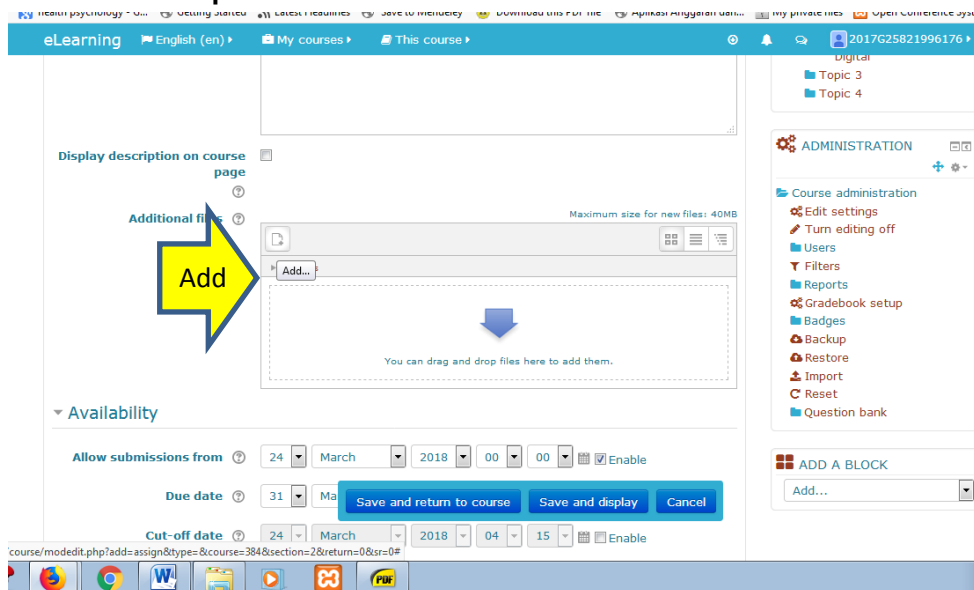 health psychology - G... Getting Started Latest Headlines Save to Mendeley Download this PDF file Aplikasi Anggaran dan... My private files Open Conference Sys
eLearning English (en) My courses This course 2017G25821996176
Digital
Topic 3
Topic 4
Display description on course
page
Additional files
Maximum size for new files: 40MB
Add...
Add
You can drag and drop files here to add them.
Availability
Allow submissions from 24 March 2018 00 00 Enable
Due date 31 Ma
Save and return to course Save and display Cancel
Cut-off date 24 March 2018 04 15 Enable
course/modedit.php?add=assign&type=&course=384&section=2&return=0&sr=0#
PDF
ADMINISTRATION
Course administration
Edit settings
Turn editing off
Users
Filters
Reports
Gradebook setup
Badges
Backup
Restore
Import
Reset
Question bank
ADD A BLOCK
Add...